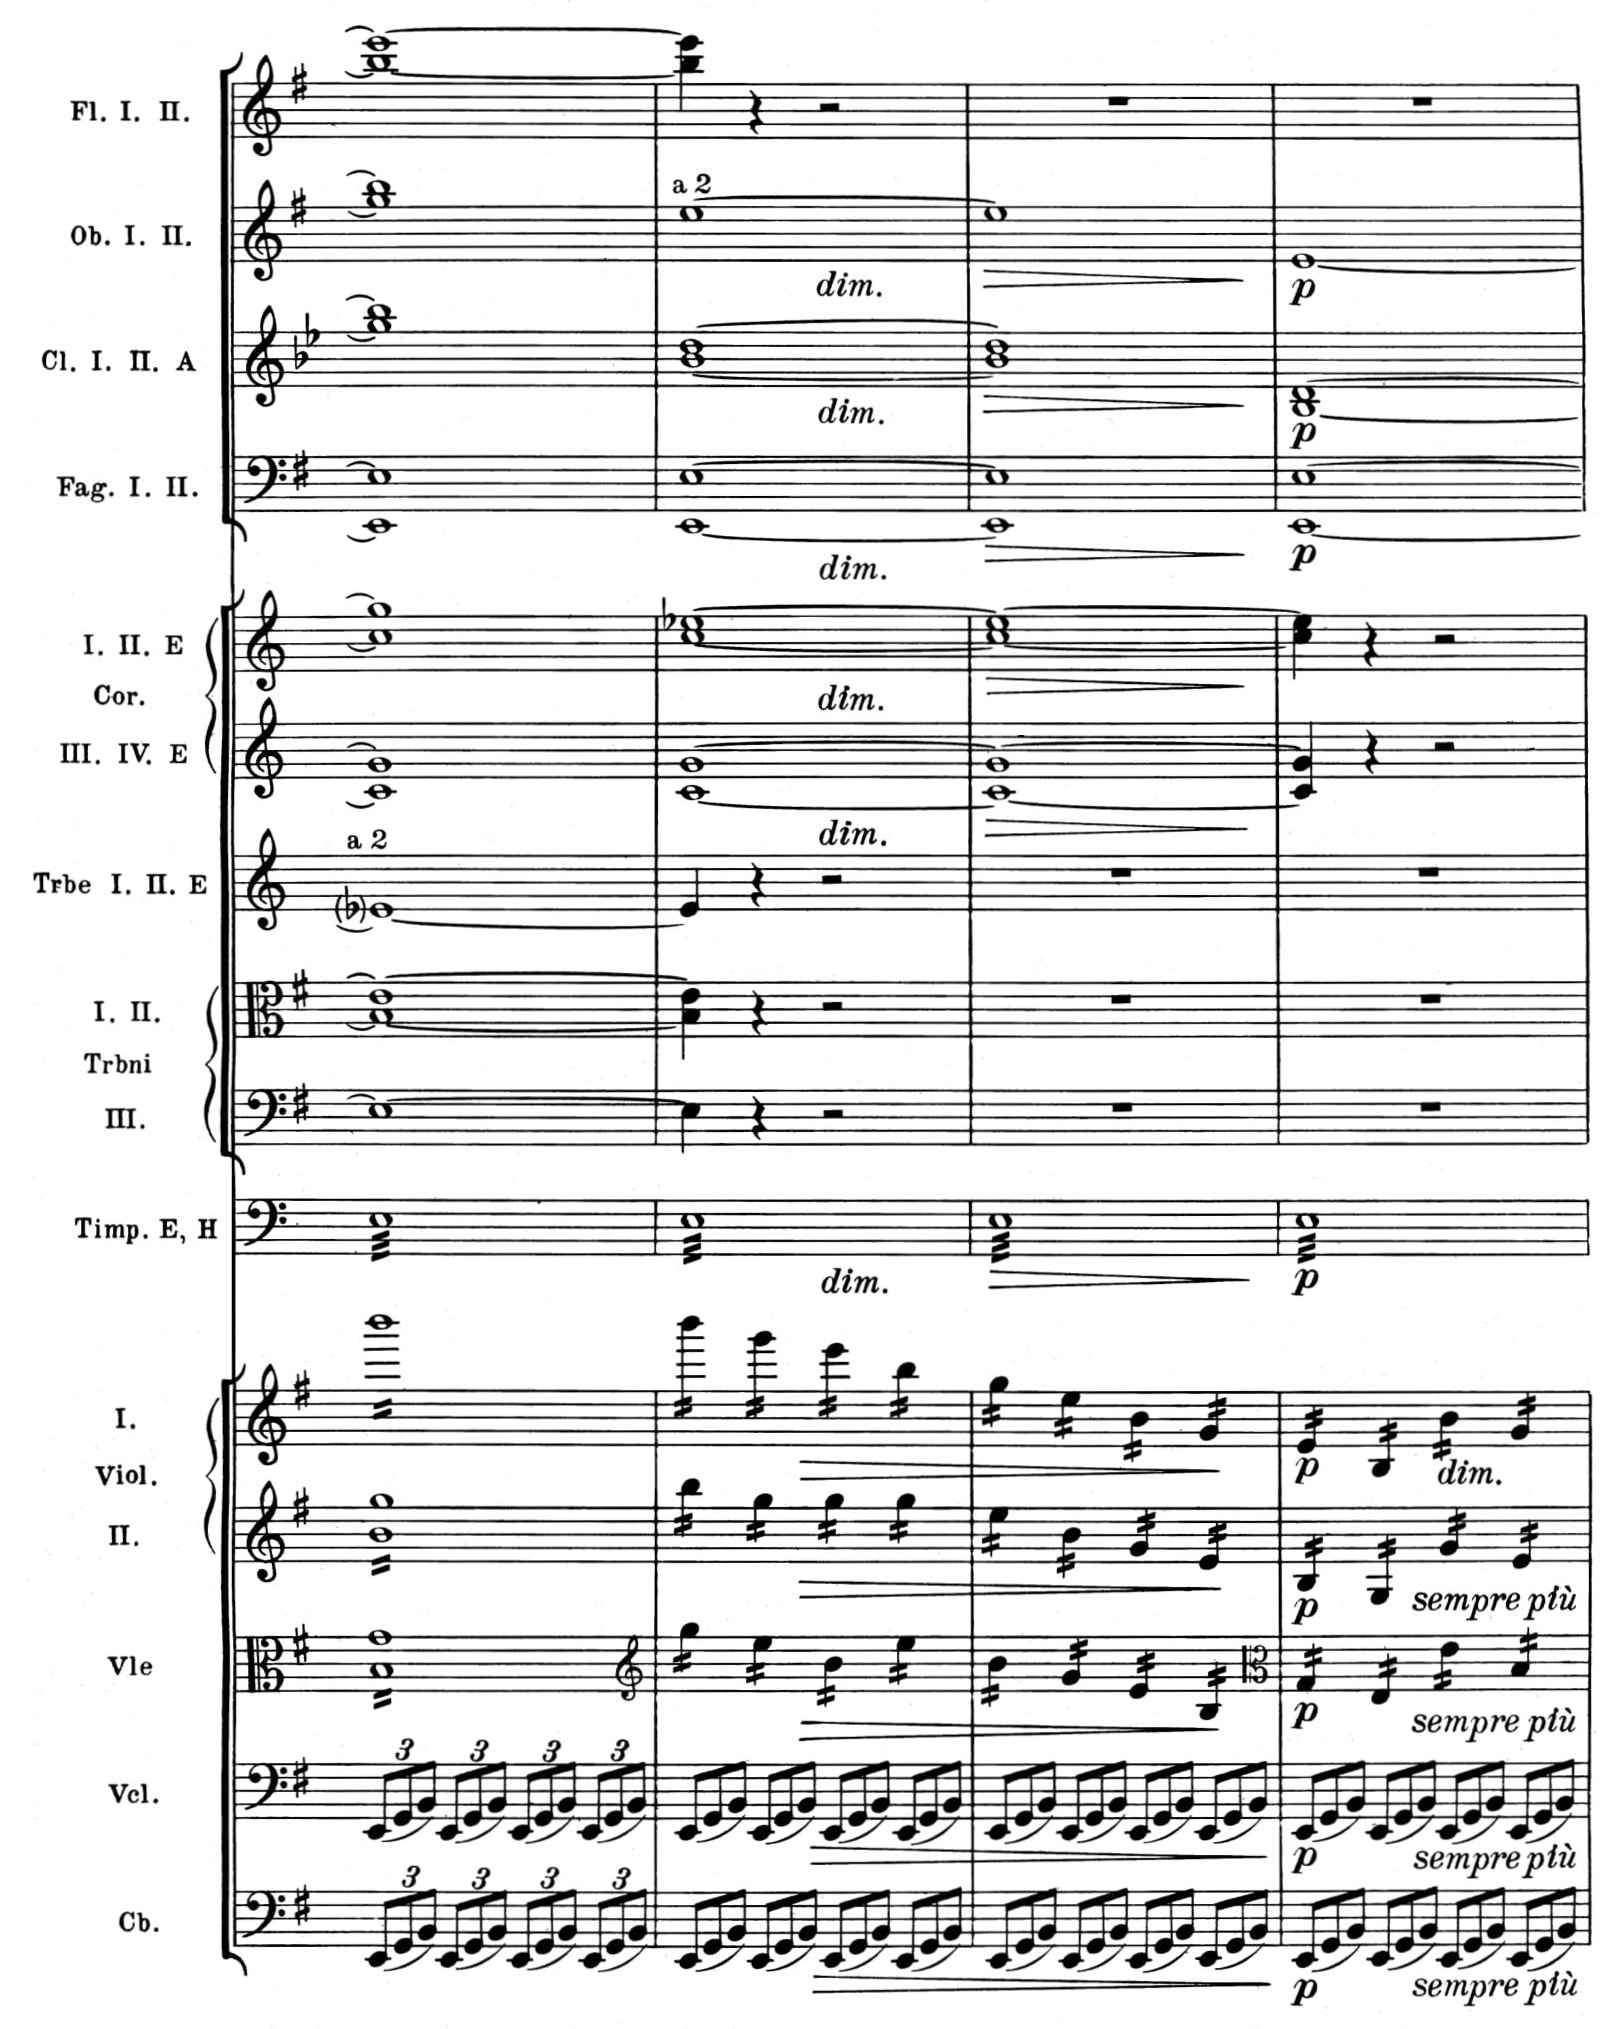 Fl. I. II.
a 2
Ob. I. II.
dim.
p
Cl. I. II. A
dim.
p
Fag. I. II.
dim.
p
I. II. E
dim.
Cor.
III. IV. E
dim.
a 2
Trbe I. II. E
I. II.
Trbni
III.
Timp. E, H
dim.
p
I.
p dim.
Viol.
II.
p sempre più
Vle
p sempre più
3 3 3 3
Vcl.
p sempre più
3 3 3 3
Cb.
p sempre più